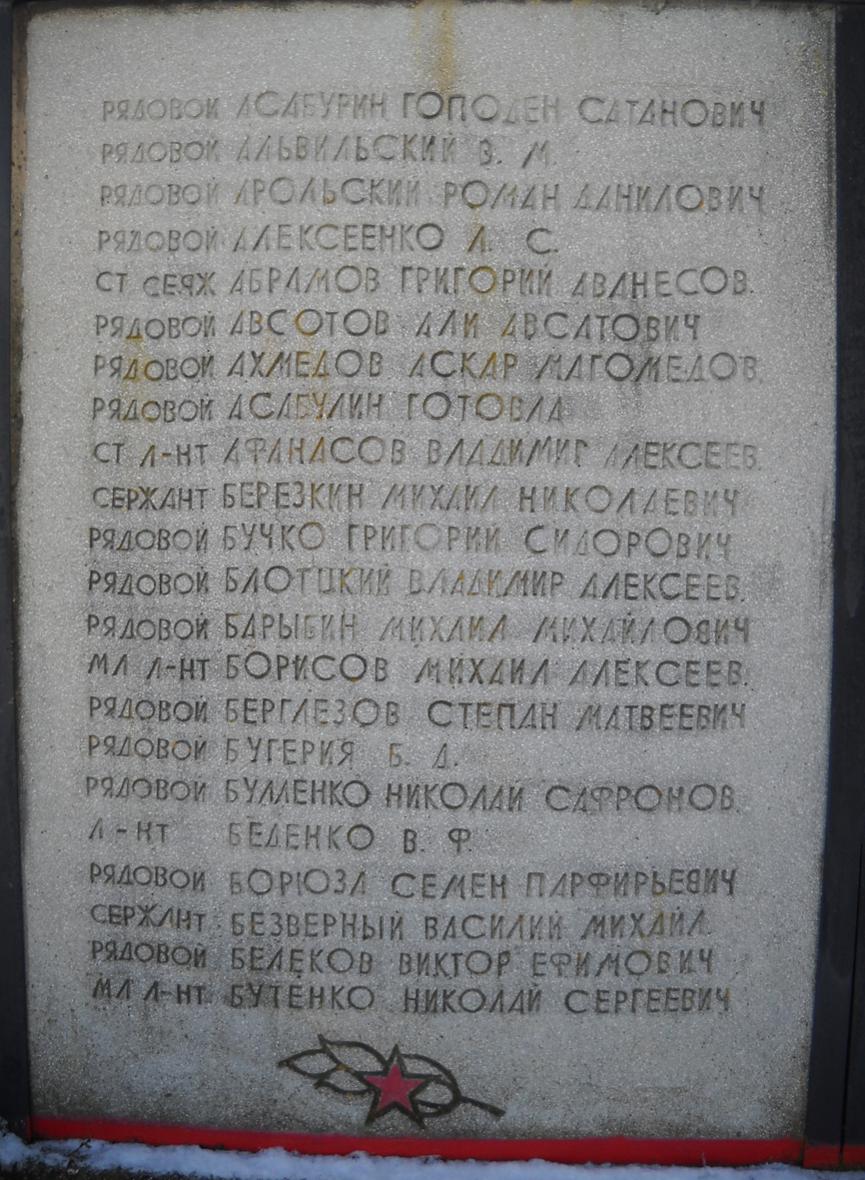 РЯДОВОЙ АСАБУРИН ГОПОДЕН САТАНОВИЧ
РЯДОВОЙ АЛЬВИЛЬСКИЙ В. М.
РЯДОВОЙ АРОЛЬСКИЙ РОМАН ДАНИЛОВИЧ
РЯДОВОЙ АЛЕКСЕЕНКО Л. С.
СТ СЕРЖ АБРАМОВ ГРИГОРИЙ АВАНЕСОВ.
РЯДОВОЙ АВСОТОВ АЛИ АВСАТОВИЧ
РЯДОВОЙ АХМЕДОВ АСКАР МАГОМЕДОВ.
РЯДОВОЙ АСАБУЛИН ГОТОВЛА
СТ Л-НТ АФАНАСОВ ВЛАДИМИР АЛЕКСЕЕВ.
СЕРЖАНТ БЕРЕЗКИН МИХАИЛ НИКОЛАЕВИЧ
РЯДОВОЙ БУЧКО ГРИГОРИЙ СИДОРОВИЧ
РЯДОВОЙ БЛОТЦКИЙ ВЛАДИМИР АЛЕКСЕЕВ.
РЯДОВОЙ БАРЫБИН МИХАИЛ МИХАЙЛОВИЧ
МЛ Л-НТ БОРИСОВ МИХАИЛ АЛЕКСЕЕВ.
РЯДОВОЙ БЕРГЛЕЗОВ СТЕПАН МАТВЕЕВИЧ
РЯДОВОЙ БУГЕРИЯ Б. Д.
РЯДОВОЙ БУЛЛЕНКО НИКОЛАЙ САФРОНОВ.
Л-НТ БЕДЕНКО В. Ф.
РЯДОВОЙ БОРЮЗА СЕМЕН ПАРФИРЬЕВИЧ
СЕРЖАНТ БЕЗВЕРНЫЙ ВАСИЛИЙ МИХАЙЛ.
РЯДОВОЙ БЕЛЕКОВ ВИКТОР ЕФИМОВИЧ
МЛ Л-НТ. БУТЕНКО НИКОЛАЙ СЕРГЕЕВИЧ